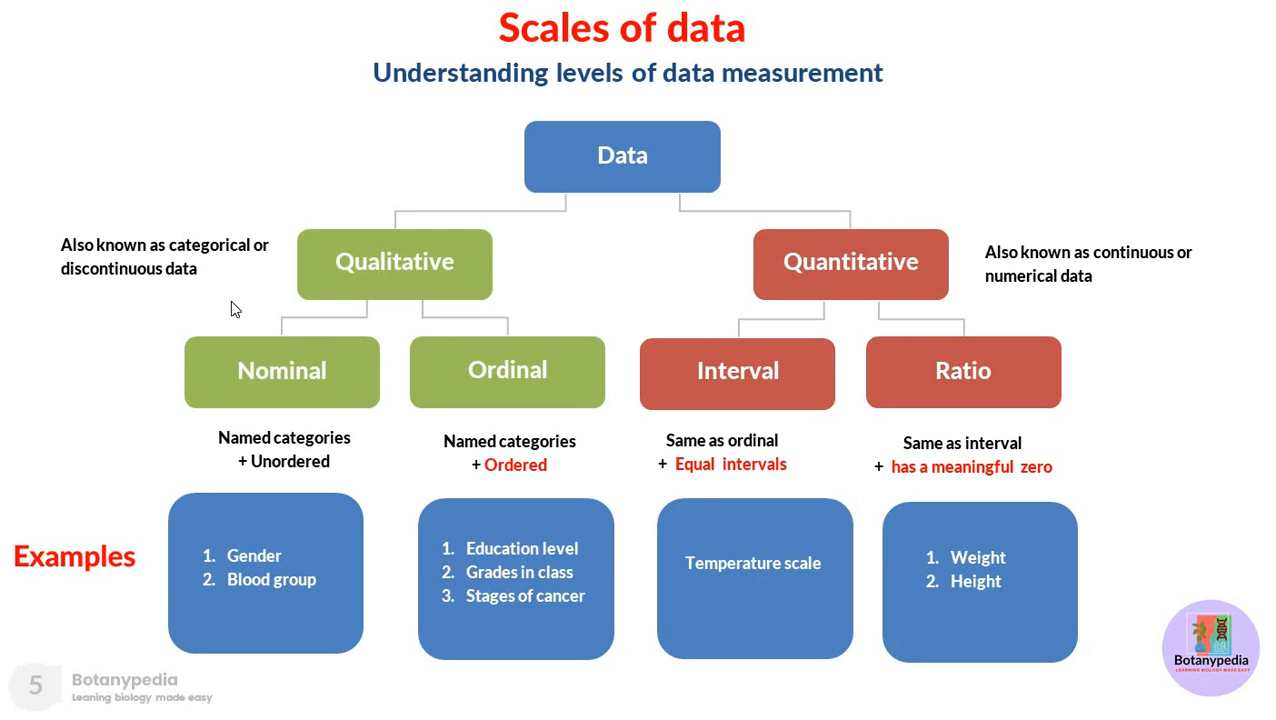 Scales of data
Understanding levels of data measurement
Data
Also known as categorical or
discontinuous data
Qualitative
Quantitative
Also known as continuous or
numerical data
Nominal
Ordinal
Interval
Ratio
Named categories
+ Unordered
Named categories
+ Ordered
Same as ordinal
+ Equal intervals
Same as interval
+ has a meaningful zero
Examples
1. Gender
2. Blood group
1. Education level
2. Grades in class
3. Stages of cancer
Temperature scale
1. Weight
2. Height
5
Botanypedia
Leaning biology made easy
Botanypedia
LEARNING BIOLOGY MADE EASY